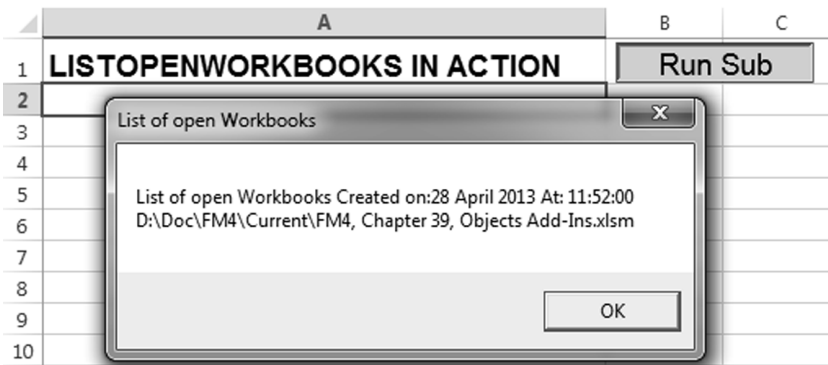 A B C
1 LISTOPENWORKBOOKS IN ACTION Run Sub
2
List of open Workbooks x
3
4
5 List of open Workbooks Created on:28 April 2013 At: 11:52:00
6 D:\Doc\FM4\Current\FM4, Chapter 39, Objects Add-Ins.xlsm
7
8
9 OK
10